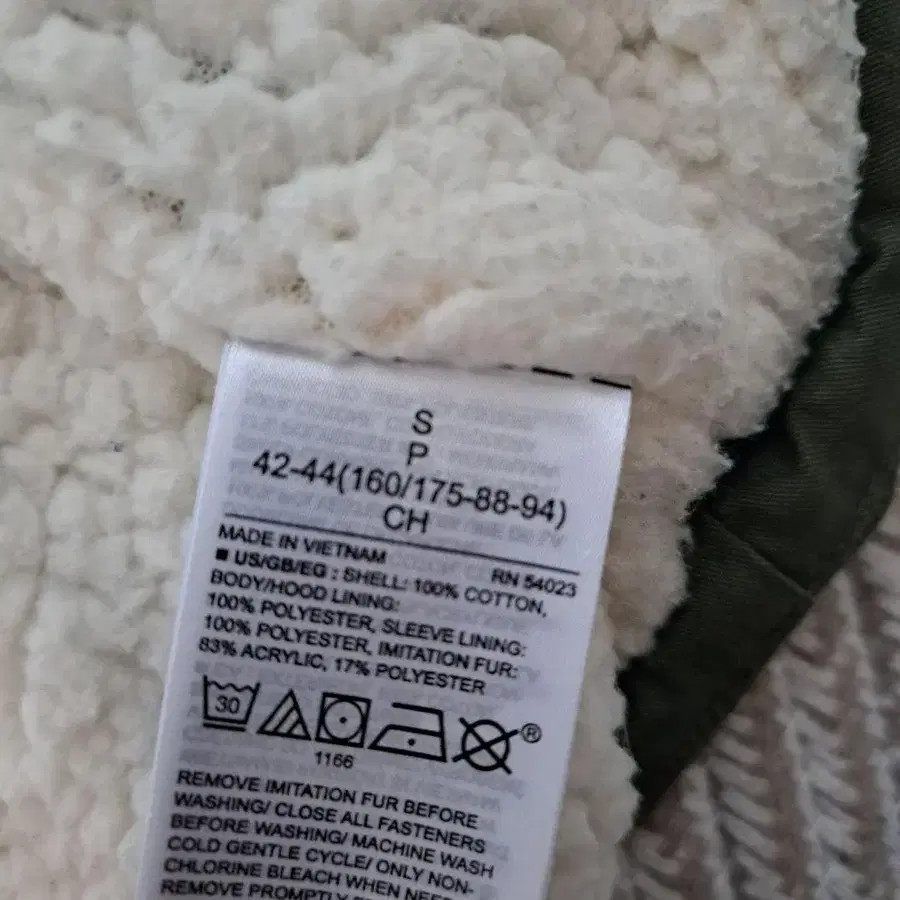 S
P
42-44(160/175-88-94)
CH
MADE IN VIETNAM RN 54023
■ US/GB/EG : SHELL: 100% COTTON,
BODY/HOOD LINING:
100% POLYESTER, SLEEVE LINING:
100% POLYESTER, IMITATION FUR:
83% ACRYLIC, 17% POLYESTER
30
®
1166
REMOVE IMITATION FUR BEFORE
WASHING/ CLOSE ALL FASTENERS
BEFORE WASHING/ MACHINE WASH
COLD GENTLE CYCLE/ ONLY NON-
CHLORINE BLEACH WHEN
REMOVE PROMPTLY